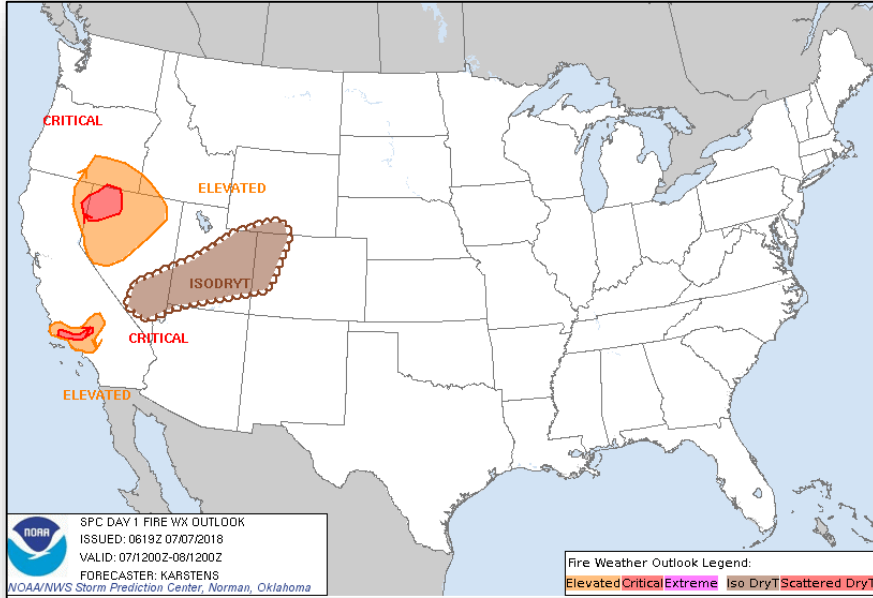 CRITICAL
ELEVATED
ISODRYT
CRITICAL
ELEVATED
NOAA
SPC DAY 1 FIRE WX OUTLOOK
ISSUED: 0619Z 07/07/2018
VALID: 07/1200Z-08/1200Z
FORECASTER: KARSTENS
NOAA/NWS Storm Prediction Center, Norman, Oklahoma
Fire Weather Outlook Legend:
Elevated Critical Extreme Iso DryT Scattered DryT